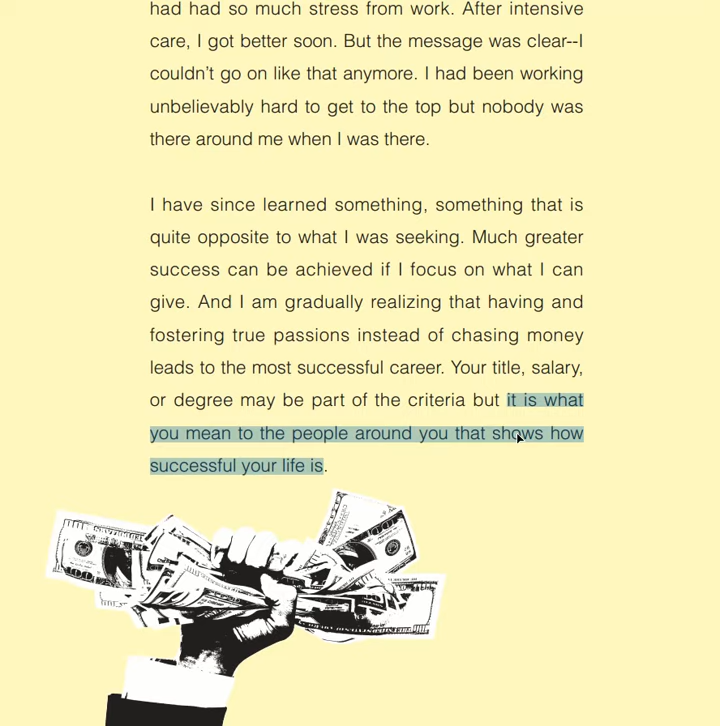 had had so much stress from work. After intensive
care, I got better soon. But the message was clear--I
couldn't go on like that anymore. I had been working
unbelievably hard to get to the top but nobody was
there around me when I was there.
I have since learned something, something that is
quite opposite to what I was seeking. Much greater
success can be achieved if I focus on what I can
give. And I am gradually realizing that having and
fostering true passions instead of chasing money
leads to the most successful career. Your title, salary,
or degree may be part of the criteria but it is what
you mean to the people around you that shows how
successful your life is.
100
100